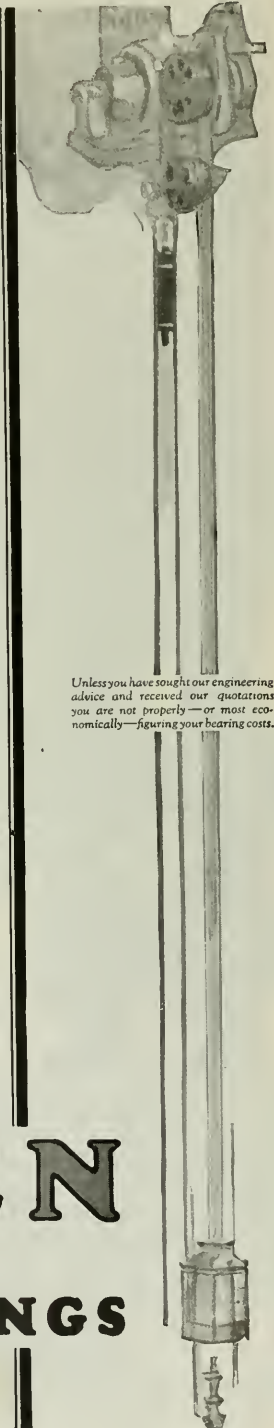 Unless you have sought our engineering
advice and received our quotations
you are not properly—or most eco-
nomically—figuring your bearing costs.
N
NGS